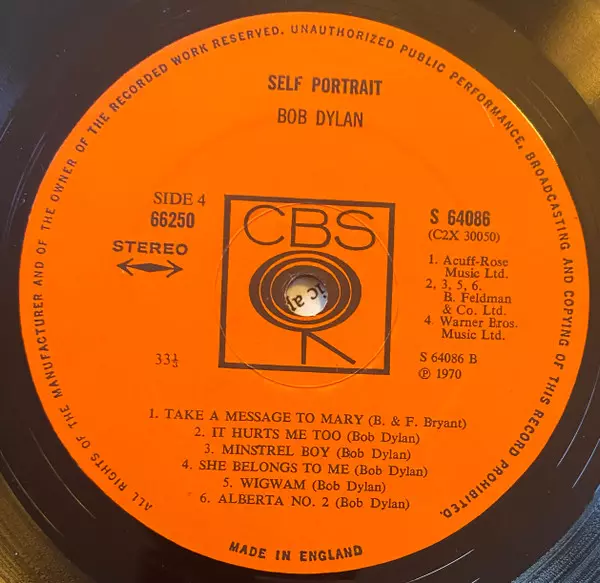 ALL RIGHTS OF THE MANUFACTURER AND OF THE OWNER OF THE RECORDED WORK RESERVED. UNAUTHORIZED PUBLIC PERFORMANCE, BROADCASTING AND COPYING OF THIS RECORD PROHIBITED.
SELF PORTRAIT
BOB DYLAN
SIDE 4
66250
STEREO
33⅓
CBS
ic a
S 64086
(C2X 30050)
1. Acuff-Rose
Music Ltd.
2, 3, 5, 6.
B. Feldman
& Co. Ltd.
4. Warner Bros.
Music Ltd.
S 64086 B
℗ 1970
1. TAKE A MESSAGE TO MARY (B. & F. Bryant)
2. IT HURTS ME TOO (Bob Dylan)
3. MINSTREL BOY (Bob Dylan)
4. SHE BELONGS TO ME (Bob Dylan)
5. WIGWAM (Bob Dylan)
6. ALBERTA NO. 2 (Bob Dylan)
MADE IN ENGLAND